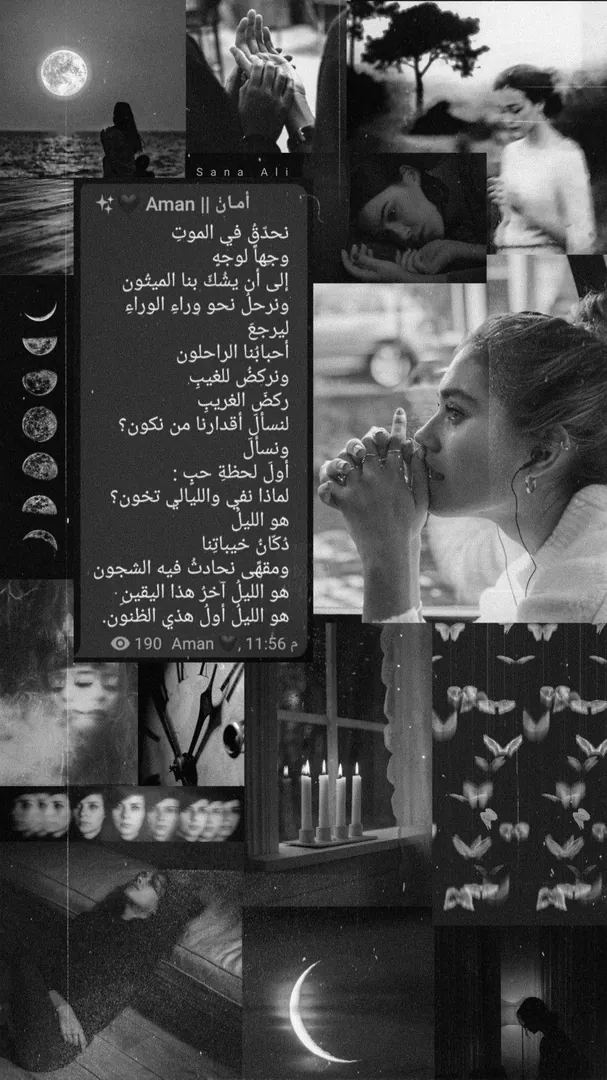 Sana Ali
أمانْ || Aman 🖤✨
نحدّقُ في الموتِ
وجهاً لوجهٍ
إلى أن يشُكَ بنا الميتُون
ونرحلُ نحو وراءِ الوراءِ
ليرجعَ
أحبابُنا الراحلون
ونركضُ للغيبِ
ركضَ الغريبِ
لنسألَ أقدارنا من نكون؟
ونسألَ
أولَ لحظةِ حبٍ :
لماذا نفي والليالي تخون؟
هو الليلُ
دُكّانُ خيباتِنا
ومقهًى نحادثُ فيه الشجون
هو الليلُ آخرُ هذا اليقينِ
هو الليلُ أولُ هذي الظنون.
190 Aman 🖤, 11:56 م